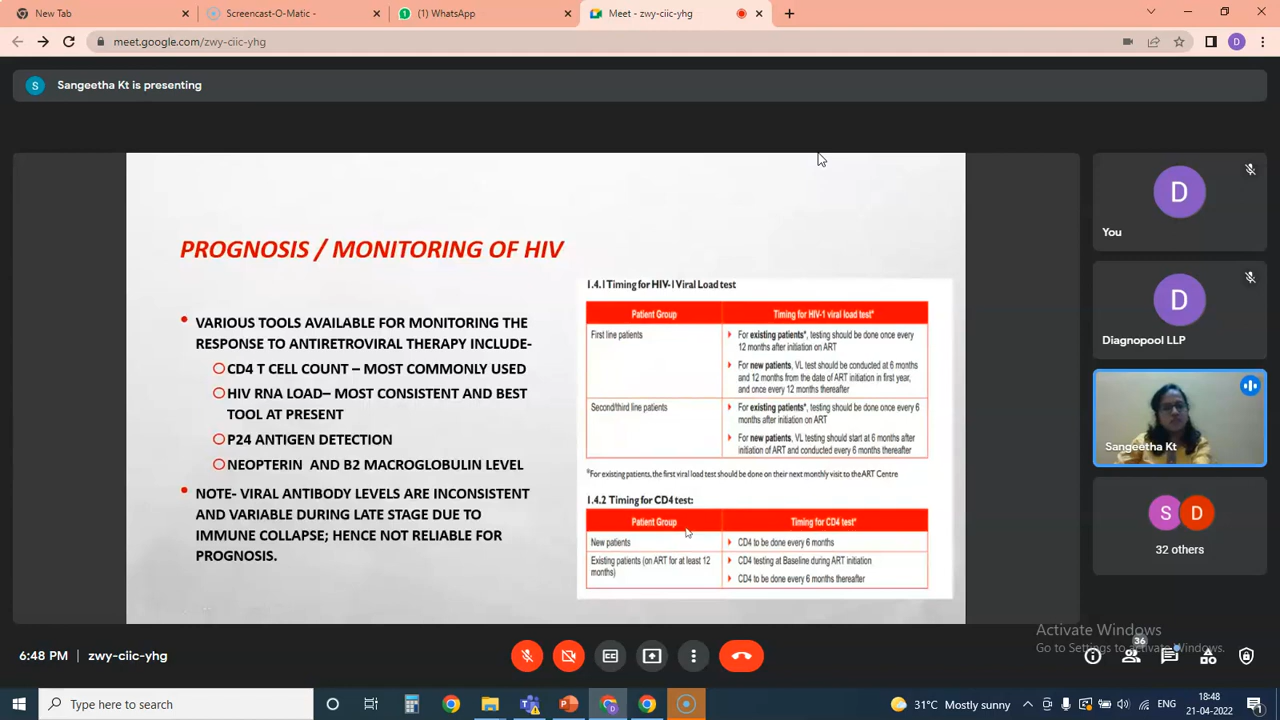 New Tab
Screencast-O-Matic -
(1) WhatsApp
Meet - zwy-ciic-yhg
meet.google.com/zwy-ciic-yhg
D
S
Sangeetha Kt is presenting
PROGNOSIS / MONITORING OF HIV
• VARIOUS TOOLS AVAILABLE FOR MONITORING THE
RESPONSE TO ANTIRETROVIRAL THERAPY INCLUDE-
CD4 T CELL COUNT – MOST COMMONLY USED
HIV RNA LOAD– MOST CONSISTENT AND BEST
TOOL AT PRESENT
P24 ANTIGEN DETECTION
NEOPTERIN AND B2 MACROGLOBULIN LEVEL
• NOTE- VIRAL ANTIBODY LEVELS ARE INCONSISTENT
AND VARIABLE DURING LATE STAGE DUE TO
IMMUNE COLLAPSE; HENCE NOT RELIABLE FOR
PROGNOSIS.
1.4.1 Timing for HIV-1 Viral Load test
Patient Group Timing for HIV-1 viral load test*
First line patients
For existing patients*, testing should be done once every
12 months after initiation on ART
For new patients, VL test should be conducted at 6 months
and 12 months from the date of ART initiation in first year,
and once every 12 months thereafter
Second/third line patients
For existing patients*, testing should be done once every 6
months after initiation on ART
For new patients, VL testing should start at 6 months after
initiation of ART and conducted every 6 months thereafter
*For existing patients, the first viral load test should be done on their next monthly visit to the ART Centre
1.4.2 Timing for CD4 test:
Patient Group Timing for CD4 test*
New patients CD4 to be done every 6 months
Existing patients (on ART for at least 12
months)
CD4 testing at Baseline during ART initiation
CD4 to be done every 6 months thereafter
D
You
D
Diagnopool LLP
Sangeetha Kt
S D
32 others
Activate Windows
Go to Settings to activate Windows.
6:48 PM zwy-ciic-yhg
36
Type here to search
31°C Mostly sunny
ENG
18:48
21-04-2022